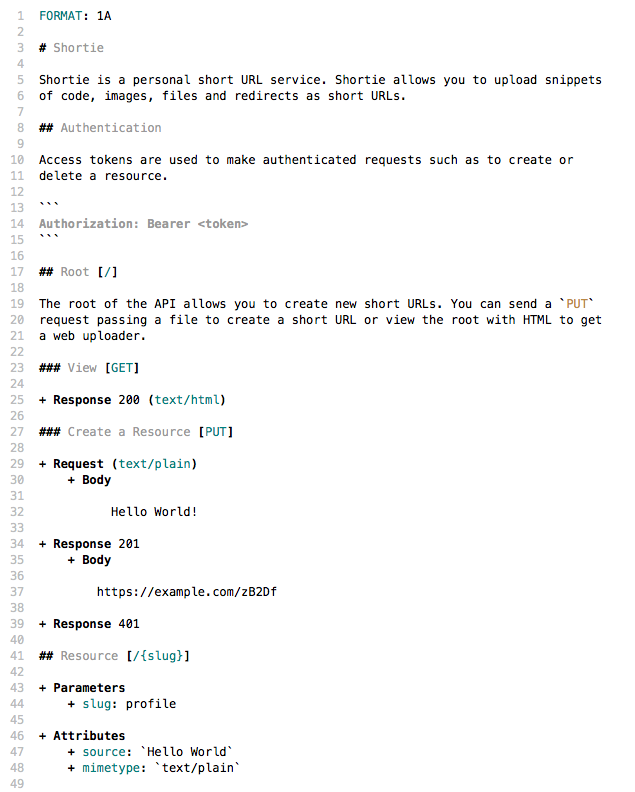 1 FORMAT: 1A
2
3 # Shortie
4
5 Shortie is a personal short URL service. Shortie allows you to upload snippets
6 of code, images, files and redirects as short URLs.
7
8 ## Authentication
9
10 Access tokens are used to make authenticated requests such as to create or
11 delete a resource.
12
13 ```
14 Authorization: Bearer <token>
15 ```
16
17 ## Root [/]
18
19 The root of the API allows you to create new short URLs. You can send a `PUT`
20 request passing a file to create a short URL or view the root with HTML to get
21 a web uploader.
22
23 ### View [GET]
24
25 + Response 200 (text/html)
26
27 ### Create a Resource [PUT]
28
29 + Request (text/plain)
30     + Body
31
32           Hello World!
33
34 + Response 201
35     + Body
36
37         https://example.com/zB2Df
38
39 + Response 401
40
41 ## Resource [/{slug}]
42
43 + Parameters
44     + slug: profile
45
46 + Attributes
47     + source: `Hello World`
48     + mimetype: `text/plain`
49